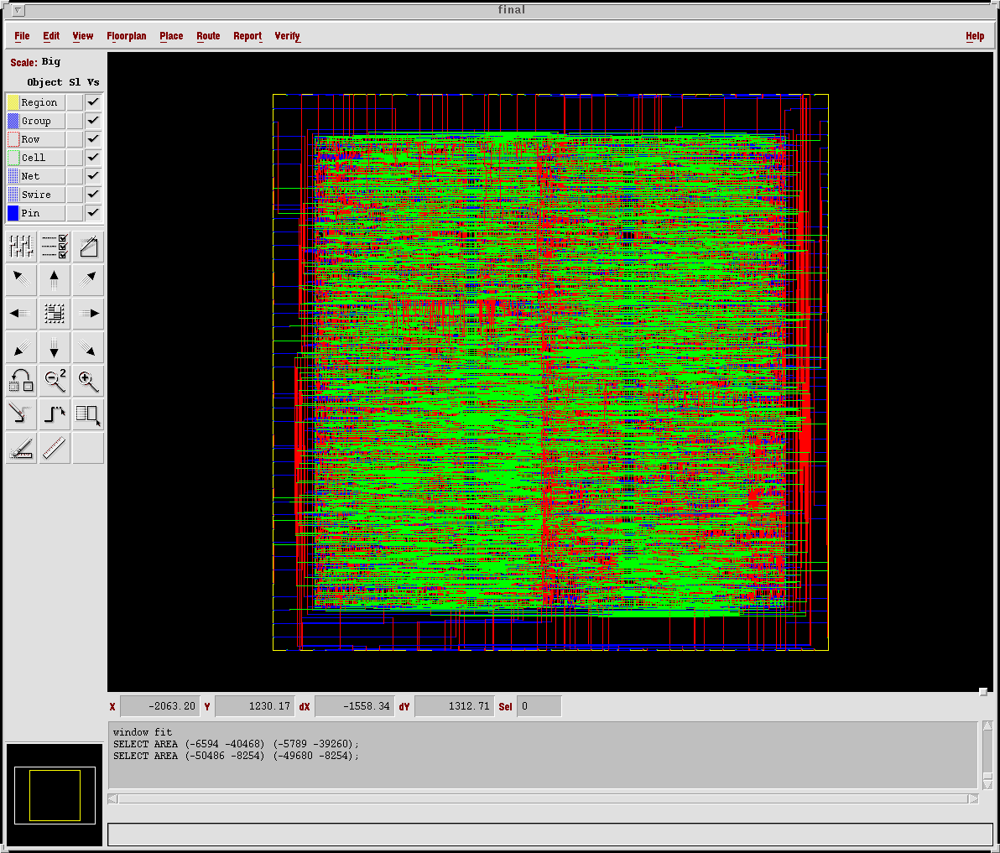 final
File Edit View Floorplan Place Route Report Verify Help
Scale: Big
Object Sl Vs
Region
Group
Row
Cell
Net
Swire
Pin
2
X -2063.20 Y 1230.17 dX -1558.34 dY 1312.71 Sel 0
window fit
SELECT AREA (-6594 -40468) (-5789 -39260);
SELECT AREA (-50486 -8254) (-49680 -8254);